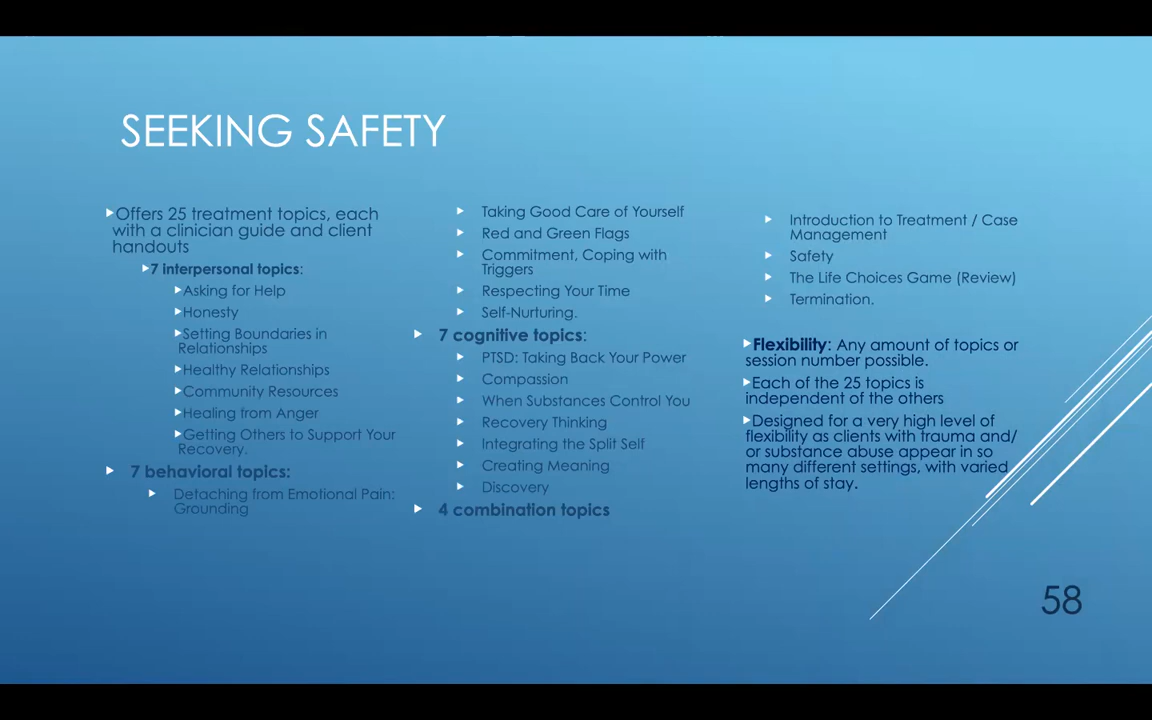 SEEKING SAFETY
Offers 25 treatment topics, each
with a clinician guide and client
handouts
7 interpersonal topics:
Asking for Help
Honesty
Setting Boundaries in
Relationships
Healthy Relationships
Community Resources
Healing from Anger
Getting Others to Support Your
Recovery.
7 behavioral topics:
Detaching from Emotional Pain:
Grounding
Taking Good Care of Yourself
Red and Green Flags
Commitment, Coping with
Triggers
Respecting Your Time
Self-Nurturing.
7 cognitive topics:
PTSD: Taking Back Your Power
Compassion
When Substances Control You
Recovery Thinking
Integrating the Split Self
Creating Meaning
Discovery
4 combination topics
Introduction to Treatment / Case
Management
Safety
The Life Choices Game (Review)
Termination.
Flexibility: Any amount of topics or
session number possible.
Each of the 25 topics is
independent of the others
Designed for a very high level of
flexibility as clients with trauma and/
or substance abuse appear in so
many different settings, with varied
lengths of stay.
58